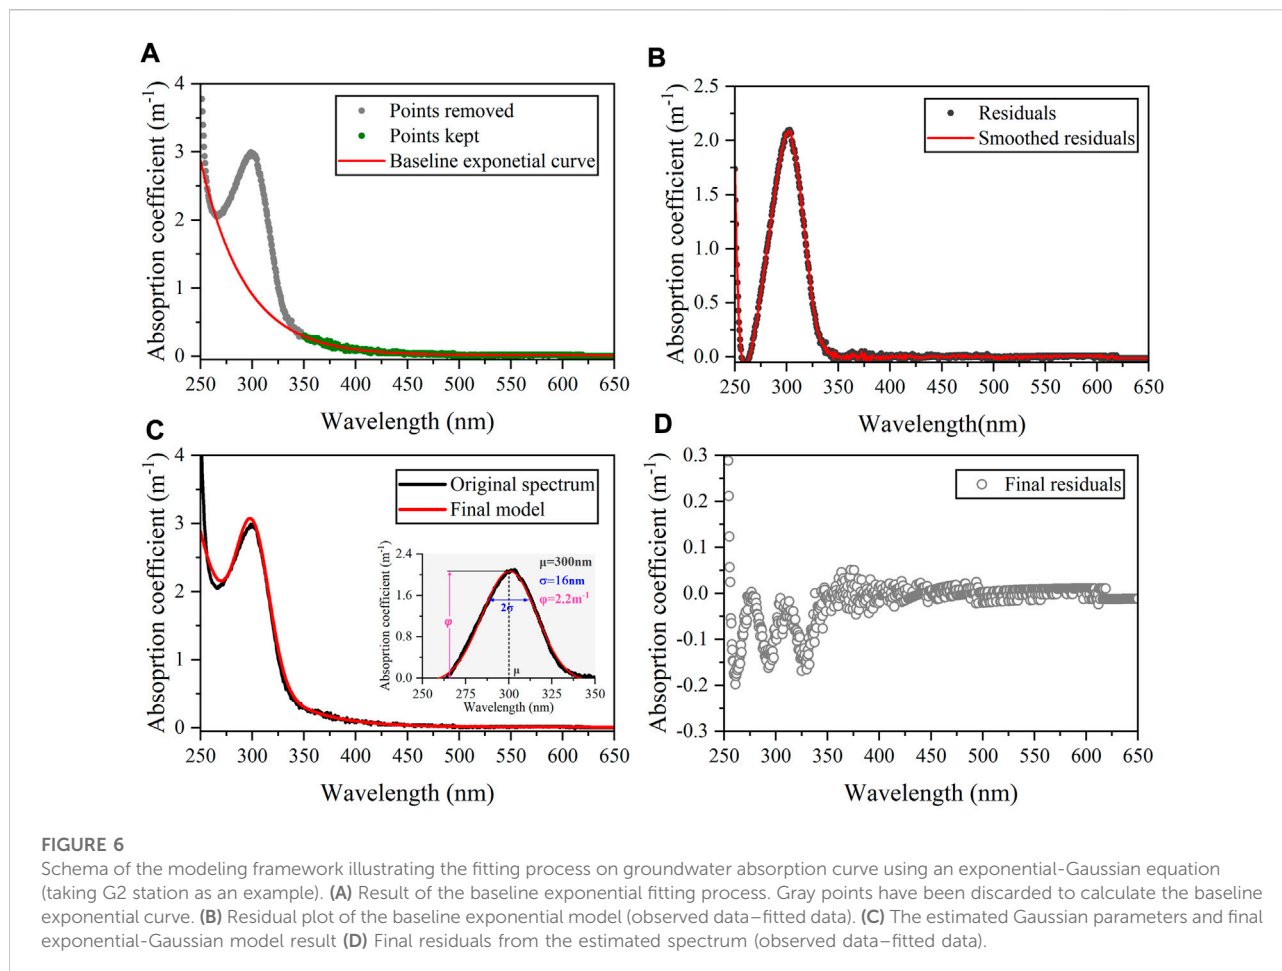 A
Absoprtion coefficient (m⁻¹)
4
3
2
1
0
Points removed
Points kept
Baseline exponetial curve
250 300 350 400 450 500 550 600 650
Wavelength (nm)
B
Absoprtion coefficient (m⁻¹)
2.5
2.0
1.5
1.0
0.5
0.0
Residuals
Smoothed residuals
250 300 350 400 450 500 550 600 650
Wavelength(nm)
C
Absoprtion coefficient (m⁻¹)
4
3
2
1
0
Original spectrum
Final model
Absoprtion coefficient (m⁻¹)
2.4
1.6
0.8
0.0
μ=300nm
σ=16nm
φ=2.2m⁻¹
φ
2σ
μ
250 275 300 325 350
Wavelength (nm)
250 300 350 400 450 500 550 600 650
Wavelength (nm)
D
Absoprtion coefficient (m⁻¹)
0.3
0.2
0.1
0.0
-0.1
-0.2
-0.3
Final residuals
250 300 350 400 450 500 550 600 650
Wavelength (nm)
FIGURE 6
Schema of the modeling framework illustrating the fitting process on groundwater absorption curve using an exponential-Gaussian equation
(taking G2 station as an example). (A) Result of the baseline exponential fitting process. Gray points have been discarded to calculate the baseline
exponential curve. (B) Residual plot of the baseline exponential model (observed data–fitted data). (C) The estimated Gaussian parameters and final
exponential-Gaussian model result (D) Final residuals from the estimated spectrum (observed data–fitted data).